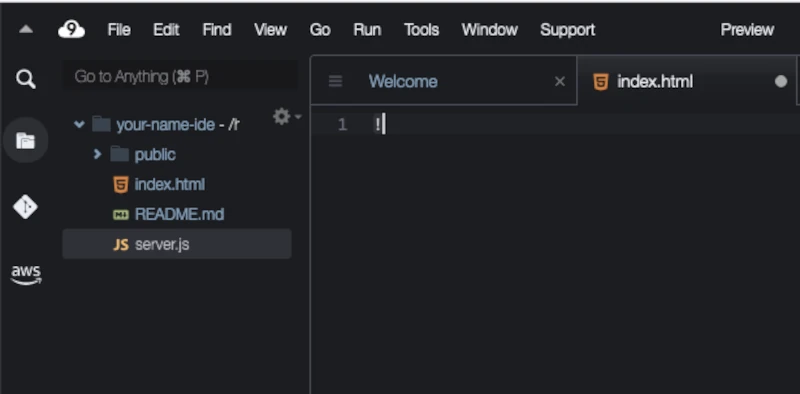 9 File Edit Find View Go Run Tools Window Support Preview
Go to Anything (⌘ P)
Welcome
index.html
your-name-ide - /r
public
index.html
README.md
JS server.js
aws
1 !